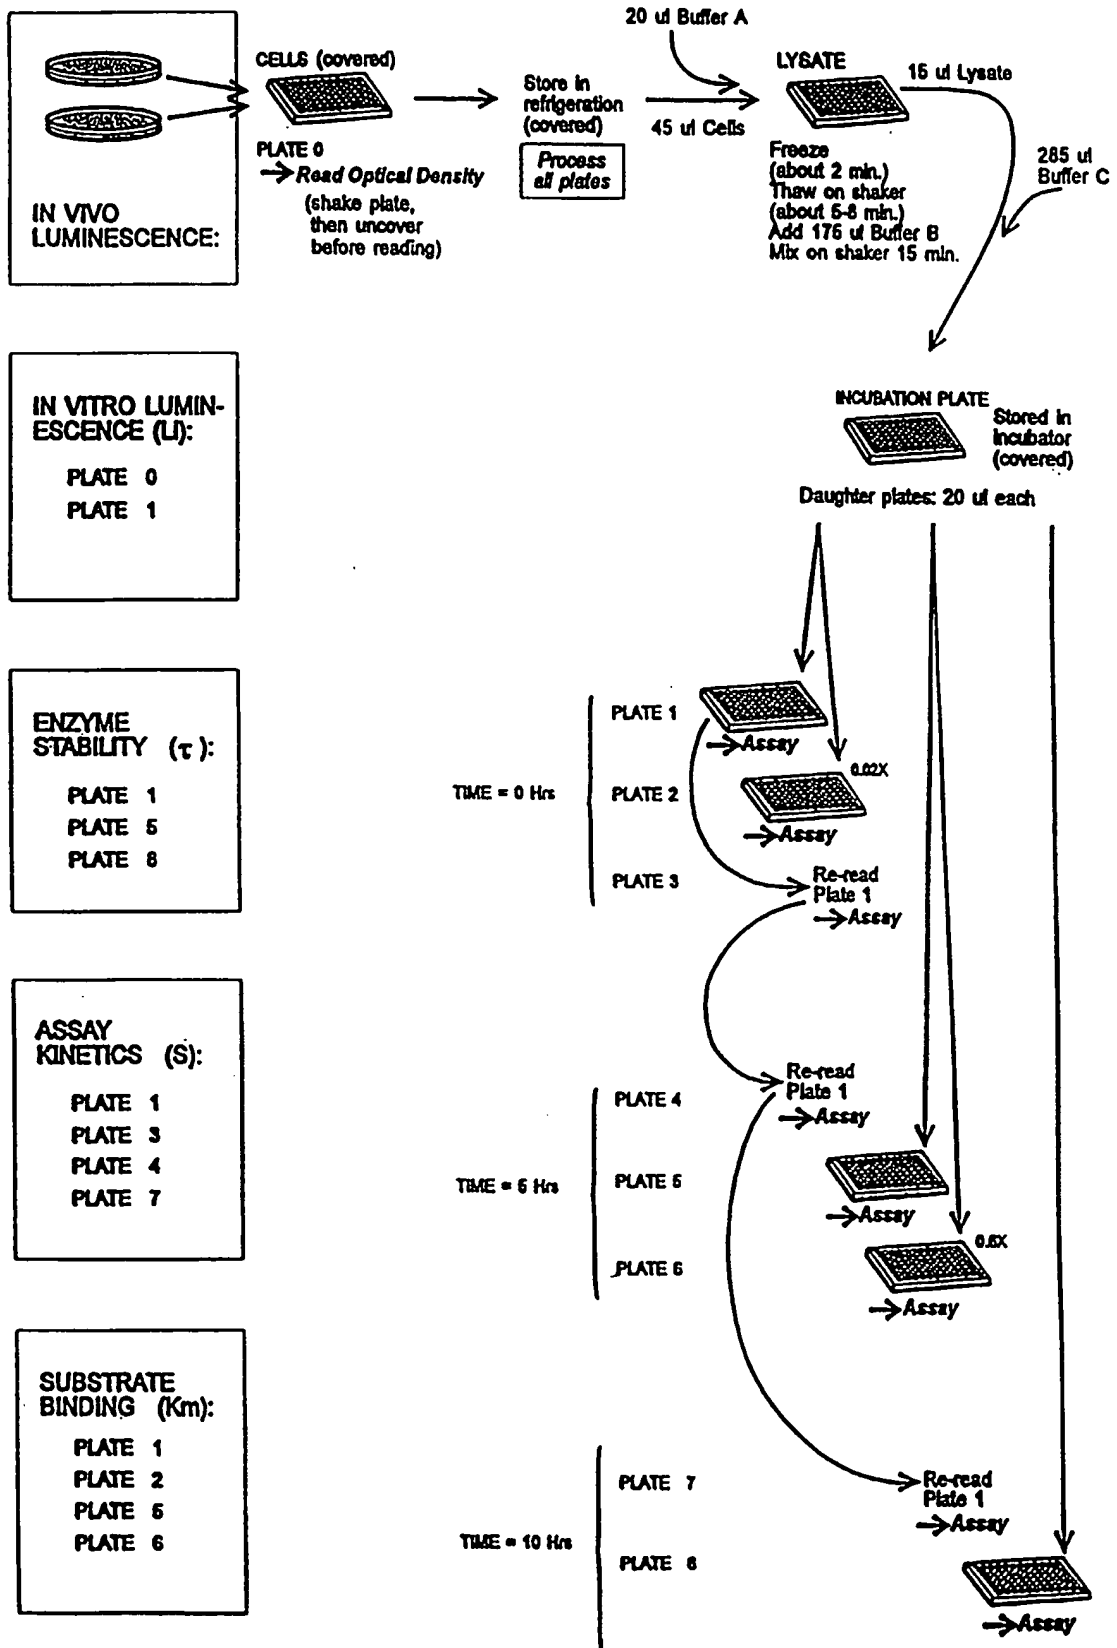 IN VIVO
LUMINESCENCE:
CELLS (covered)
PLATE 0
Read Optical Density
(shake plate,
then uncover
before reading)
Store in
refrigeration
(covered)
Process
all plates
20 ul Buffer A
45 ul Cells
LYSATE
Freeze
(about 2 min.)
Thaw on shaker
(about 5-8 min.)
Add 175 ul Buffer B
Mix on shaker 15 min.
15 ul Lysate
285 ul
Buffer C
IN VITRO LUMIN-
ESCENCE (LI):
PLATE 0
PLATE 1
INCUBATION PLATE
Stored in
incubator
(covered)
Daughter plates: 20 ul each
ENZYME
STABILITY (τ):
PLATE 1
PLATE 5
PLATE 8
TIME = 0 Hrs
PLATE 1
Assay
0.02X
PLATE 2
Assay
PLATE 3
Re-read
Plate 1
Assay
ASSAY
KINETICS (S):
PLATE 1
PLATE 3
PLATE 4
PLATE 7
TIME = 5 Hrs
PLATE 4
Re-read
Plate 1
Assay
PLATE 5
Assay
0.5X
PLATE 6
Assay
SUBSTRATE
BINDING (Km):
PLATE 1
PLATE 2
PLATE 5
PLATE 6
TIME = 10 Hrs
PLATE 7
Re-read
Plate 1
Assay
PLATE 8
Assay